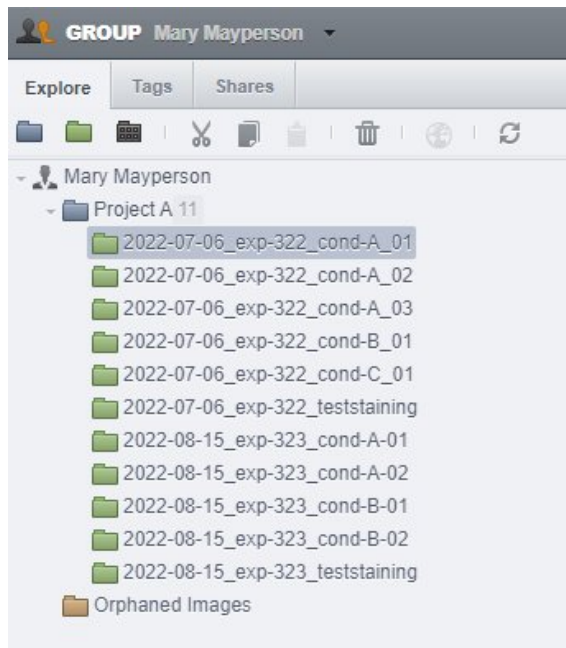 GROUP Mary Mayperson
Explore Tags Shares
Mary Mayperson
Project A 11
2022-07-06_exp-322_cond-A_01
2022-07-06_exp-322_cond-A_02
2022-07-06_exp-322_cond-A_03
2022-07-06_exp-322_cond-B_01
2022-07-06_exp-322_cond-C_01
2022-07-06_exp-322_teststaining
2022-08-15_exp-323_cond-A-01
2022-08-15_exp-323_cond-A-02
2022-08-15_exp-323_cond-B-01
2022-08-15_exp-323_cond-B-02
2022-08-15_exp-323_teststaining
Orphaned Images